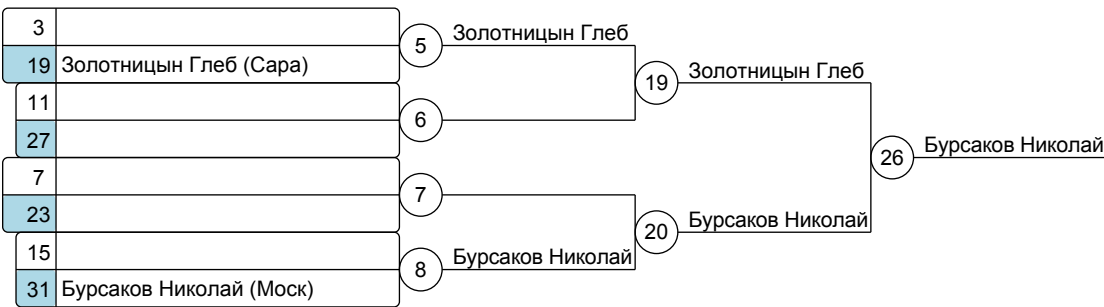 3
19 Золотницын Глеб (Сара)
5 Золотницын Глеб
19 Золотницын Глеб
11
27
6
26 Бурсаков Николай
7
23
7
20 Бурсаков Николай
15
31 Бурсаков Николай (Моск)
8 Бурсаков Николай